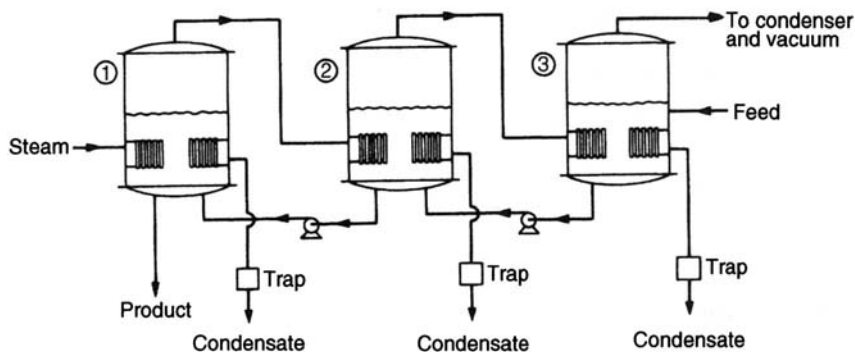 To condenser
and vacuum
①
②
③
Feed
Steam
Trap
Trap
Trap
Product
Condensate
Condensate
Condensate